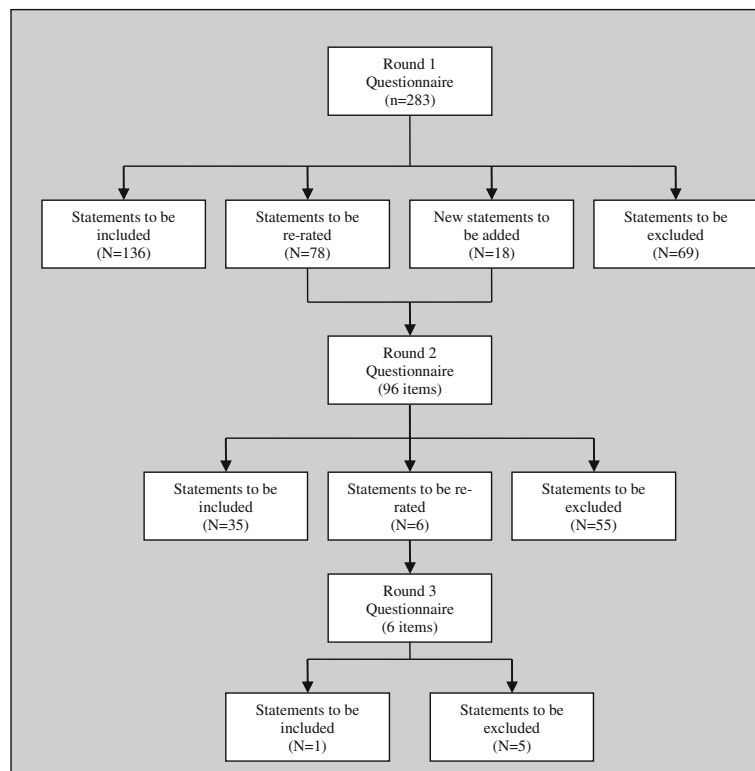 Round 1
Questionnaire
(n=283)
Statements to be
included
(N=136)
Statements to be
re-rated
(N=78)
New statements to
be added
(N=18)
Statements to be
excluded
(N=69)
Round 2
Questionnaire
(96 items)
Statements to be
included
(N=35)
Statements to be re-
rated
(N=6)
Statements to be
excluded
(N=55)
Round 3
Questionnaire
(6 items)
Statements to be
included
(N=1)
Statements to be
excluded
(N=5)